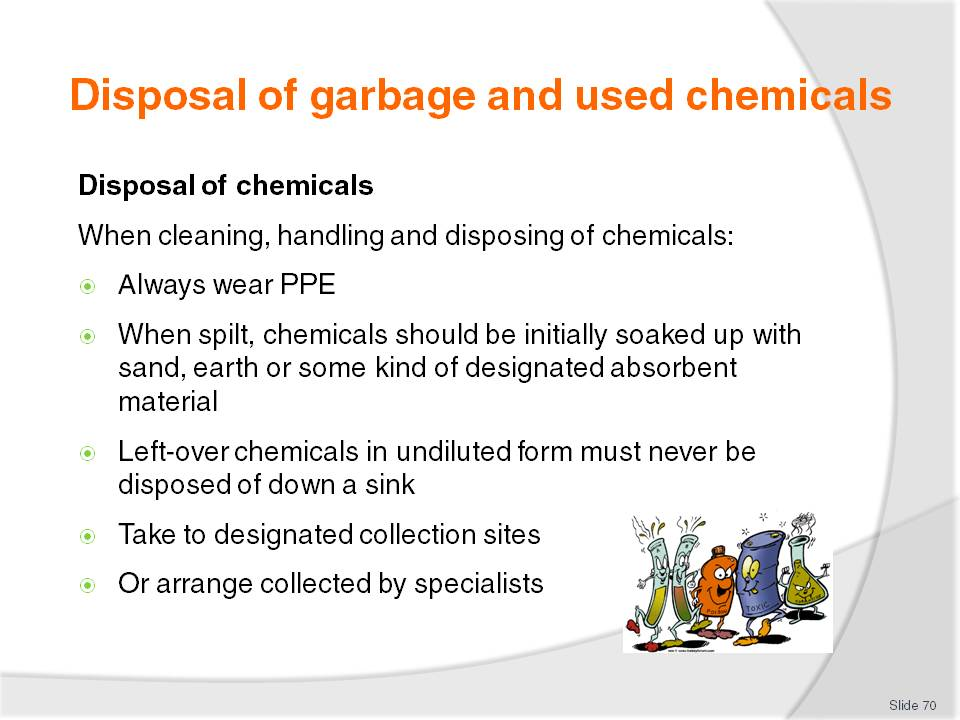 Disposal of garbage and used chemicals
Disposal of chemicals
When cleaning, handling and disposing of chemicals:
Always wear PPE
When spilt, chemicals should be initially soaked up with
sand, earth or some kind of designated absorbent
material
Left-over chemicals in undiluted form must never be
disposed of down a sink
Take to designated collection sites
Or arrange collected by specialists
POISON
TOXIC
Slide 70